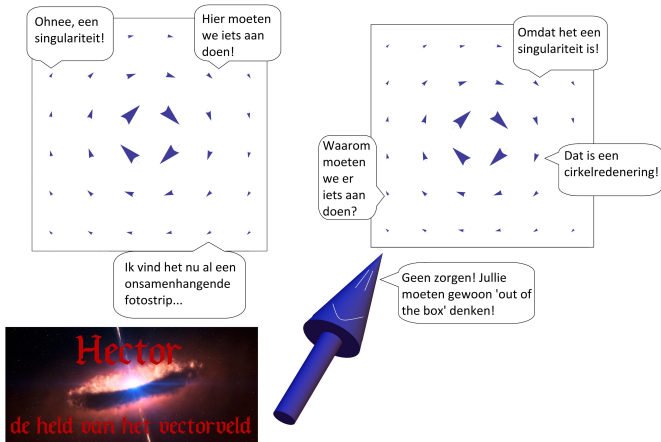 Ohnee, een
singulariteit!
Hier moeten
we iets aan
doen!
Ik vind het nu al een
onsamenhangende
fotostrip...
Omdat het een
singulariteit is!
Waarom
moeten
we er
iets aan
doen?
Dat is een
cirkelredenering!
Geen zorgen! Jullie
moeten gewoon 'out of
the box' denken!
Hector
de held van het vectorveld